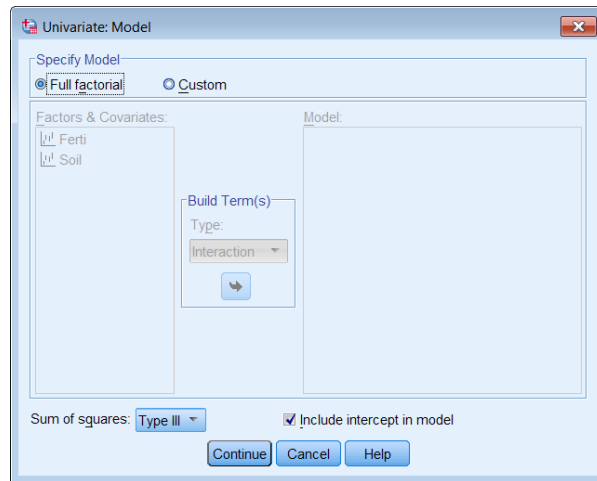 Univariate: Model
Specify Model
Full factorial
Custom
Factors & Covariates:
Model:
Ferti
Soil
Build Term(s)
Type:
Interaction
Sum of squares:
Type III
Include intercept in model
Continue
Cancel
Help